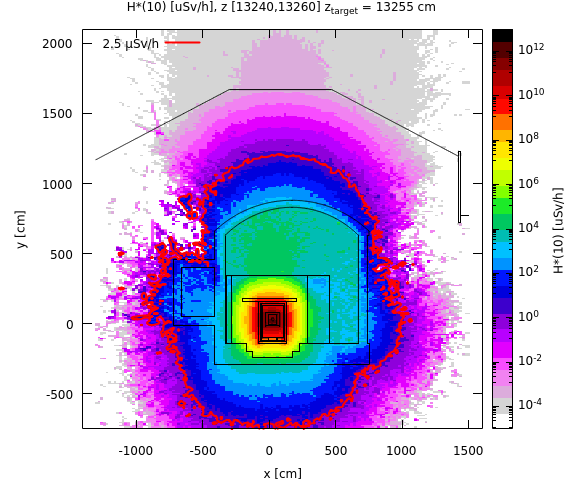 H*(10) [uSv/h], z [13240,13260] z_target = 13255 cm
2.5 µSv/h
2000
1500
1000
500
0
-500
-1000 -500 0 500 1000 1500
x [cm]
y [cm]
10^12
10^10
10^8
10^6
10^4
10^2
10^0
10^-2
10^-4
H*(10) [uSv/h]